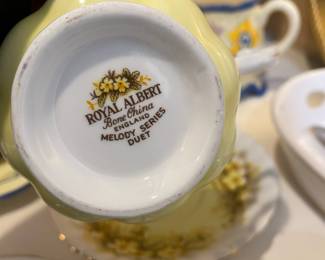 ROYAL ALBERT
Bone China
ENGLAND
MELODY SERIES
DUET